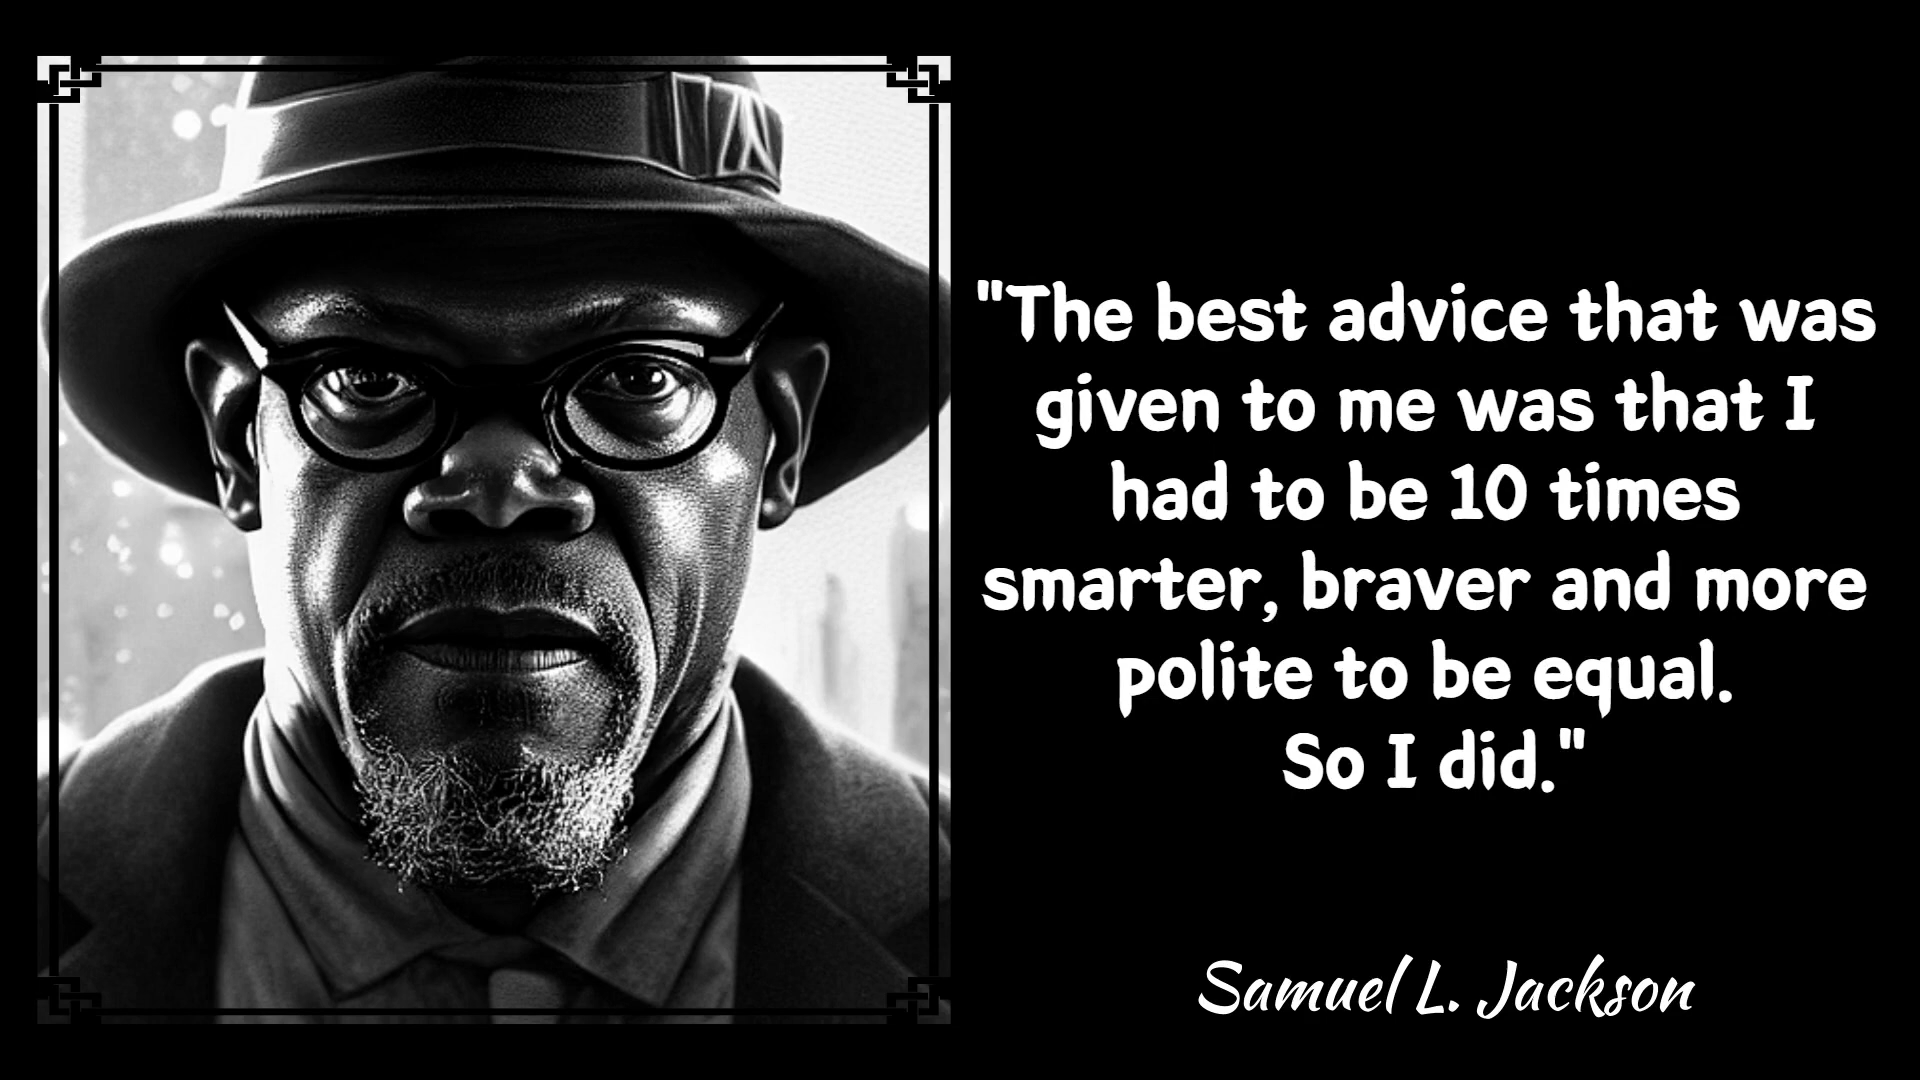 "The best advice that was
given to me was that I
had to be 10 times
smarter, braver and more
polite to be equal.
So I did."
Samuel L. Jackson